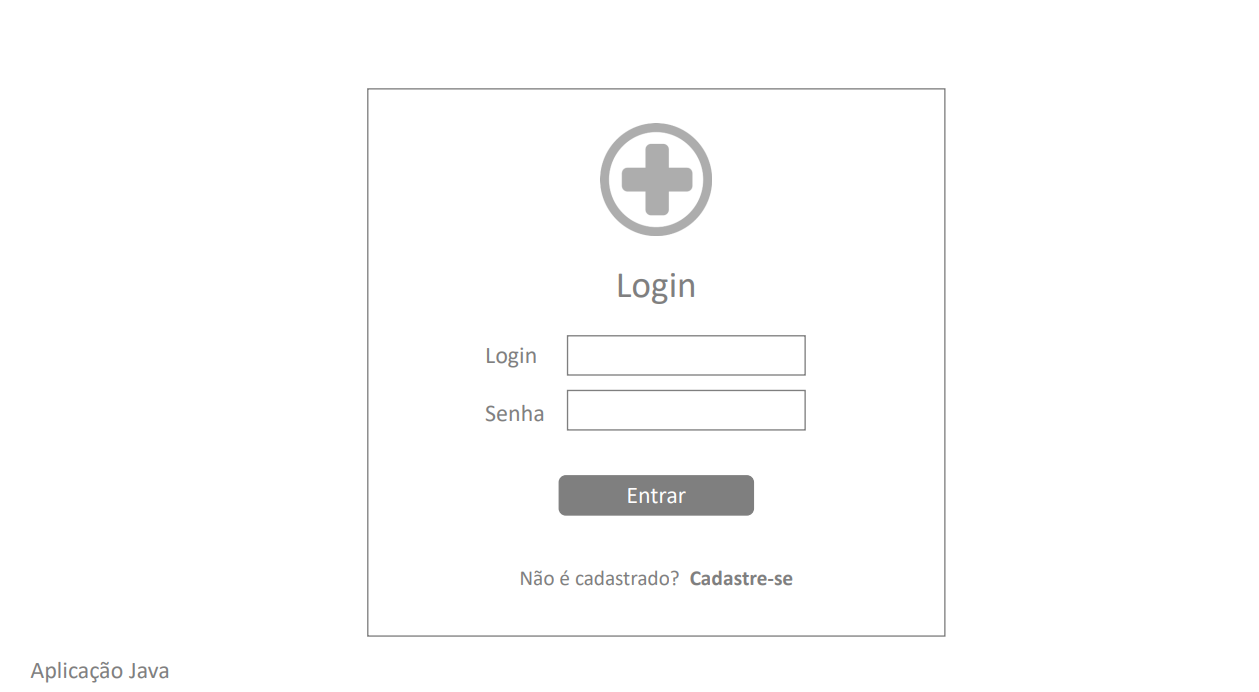 Login
Login
Senha
Entrar
Não é cadastrado? Cadastre-se
Aplicação Java